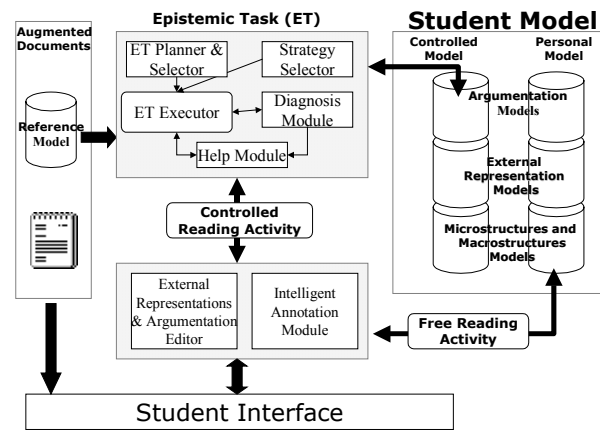 Augmented
Documents
Reference
Model
Epistemic Task (ET)
ET Planner &
Selector
Strategy
Selector
ET Executor
Diagnosis
Module
Help Module
Controlled
Reading Activity
External
Representations
& Argumentation
Editor
Intelligent
Annotation
Module
Student Model
Controlled
Model
Personal
Model
Argumentation
Models
External
Representation
Models
Microstructures and
Macrostructures
Models
Free Reading
Activity
Student Interface